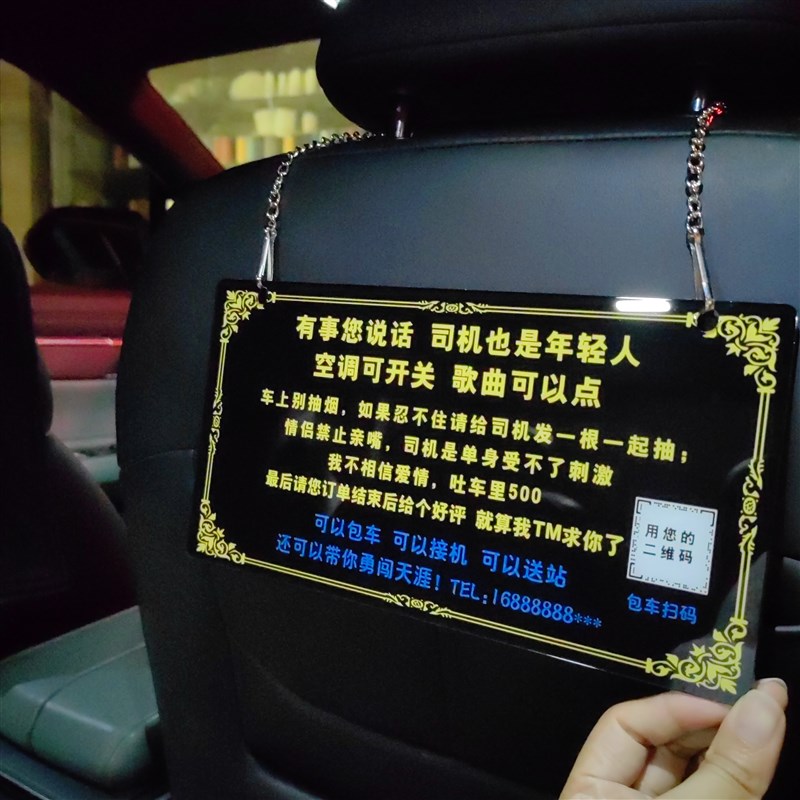 有事您说话 司机也是年轻人
空调可开关 歌曲可以点
车上别抽烟，如果忍不住请给司机发一根一起抽；
情侣禁止亲嘴，司机是单身受不了刺激
我不相信爱情，吐车里500
最后请您订单结束后给个好评 就算我TM求你了
可以包车 可以接机 可以送站
还可以带你勇闯天涯！TEL:16888888***
用您的
二维码
包车扫码